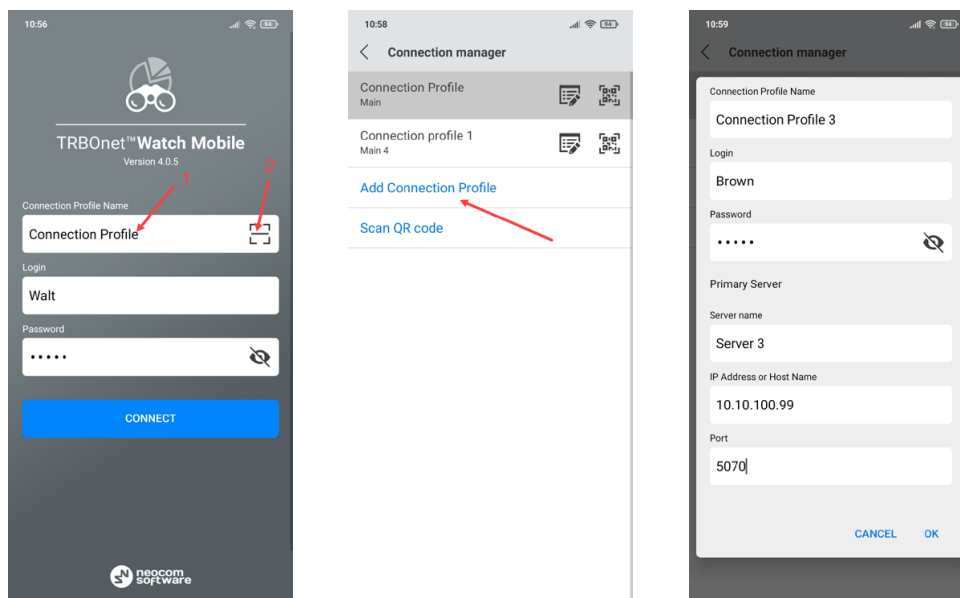 10:56
94
TRBOnet™Watch Mobile
Version 4.0.5
1
2
Connection Profile Name
Connection Profile
Login
Walt
Password
•••••
CONNECT
neocom
software
10:58
94
Connection manager
Connection Profile
Main
Connection profile 1
Main 4
Add Connection Profile
Scan QR code
10:59
94
Connection manager
Connection Profile Name
Connection Profile 3
Login
Brown
Password
•••••
Primary Server
Server name
Server 3
IP Address or Host Name
10.10.100.99
Port
5070
CANCEL OK